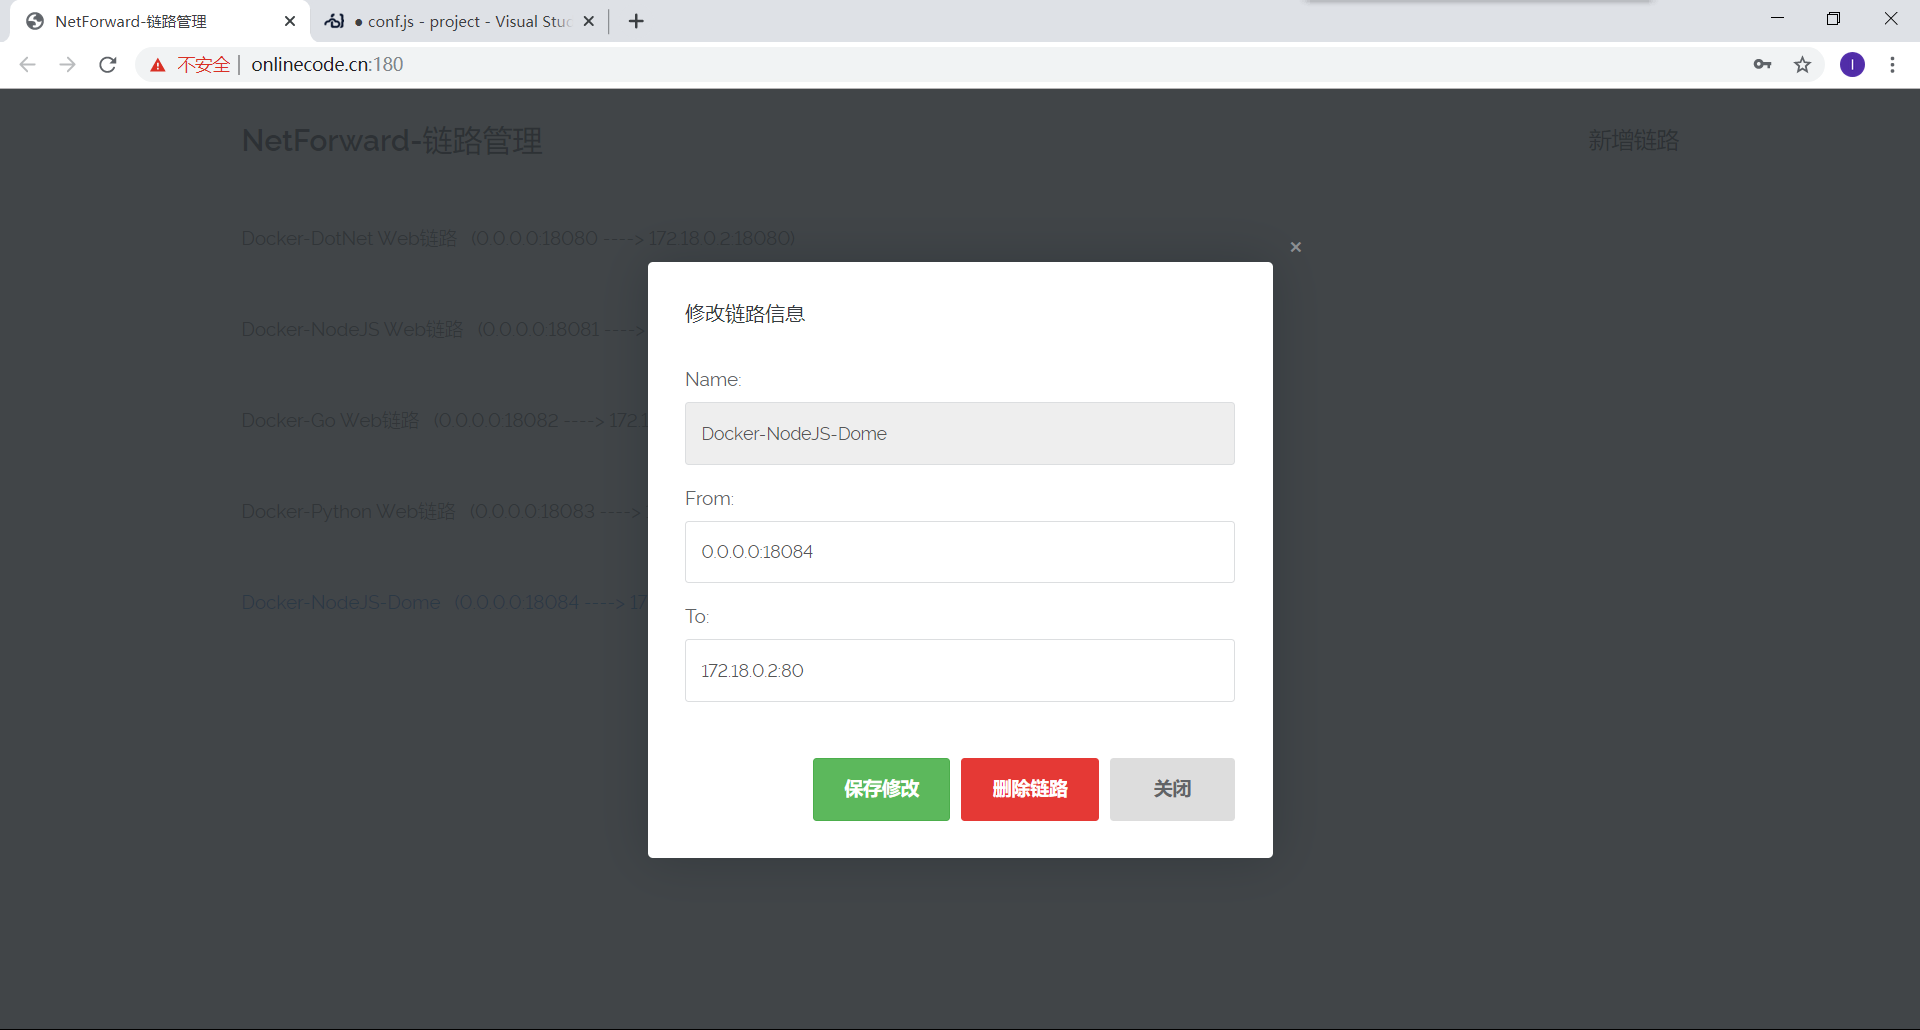 NetForward-链路管理
● conf.js - project - Visual Stu
不安全 | onlinecode.cn:180
I
NetForward-链路管理
新增链路
Docker-DotNet Web链路 (0.0.0.0:18080 ----> 172.18.0.2:18080)
Docker-NodeJS Web链路 (0.0.0.0:18081 ---->
Docker-Go Web链路 (0.0.0.0:18082 ----> 172.1
Docker-Python Web链路 (0.0.0.0:18083 ---->
Docker-NodeJS-Dome (0.0.0.0:18084 ----> 17
修改链路信息
Name:
Docker-NodeJS-Dome
From:
0.0.0.0:18084
To:
172.18.0.2:80
保存修改
删除链路
关闭